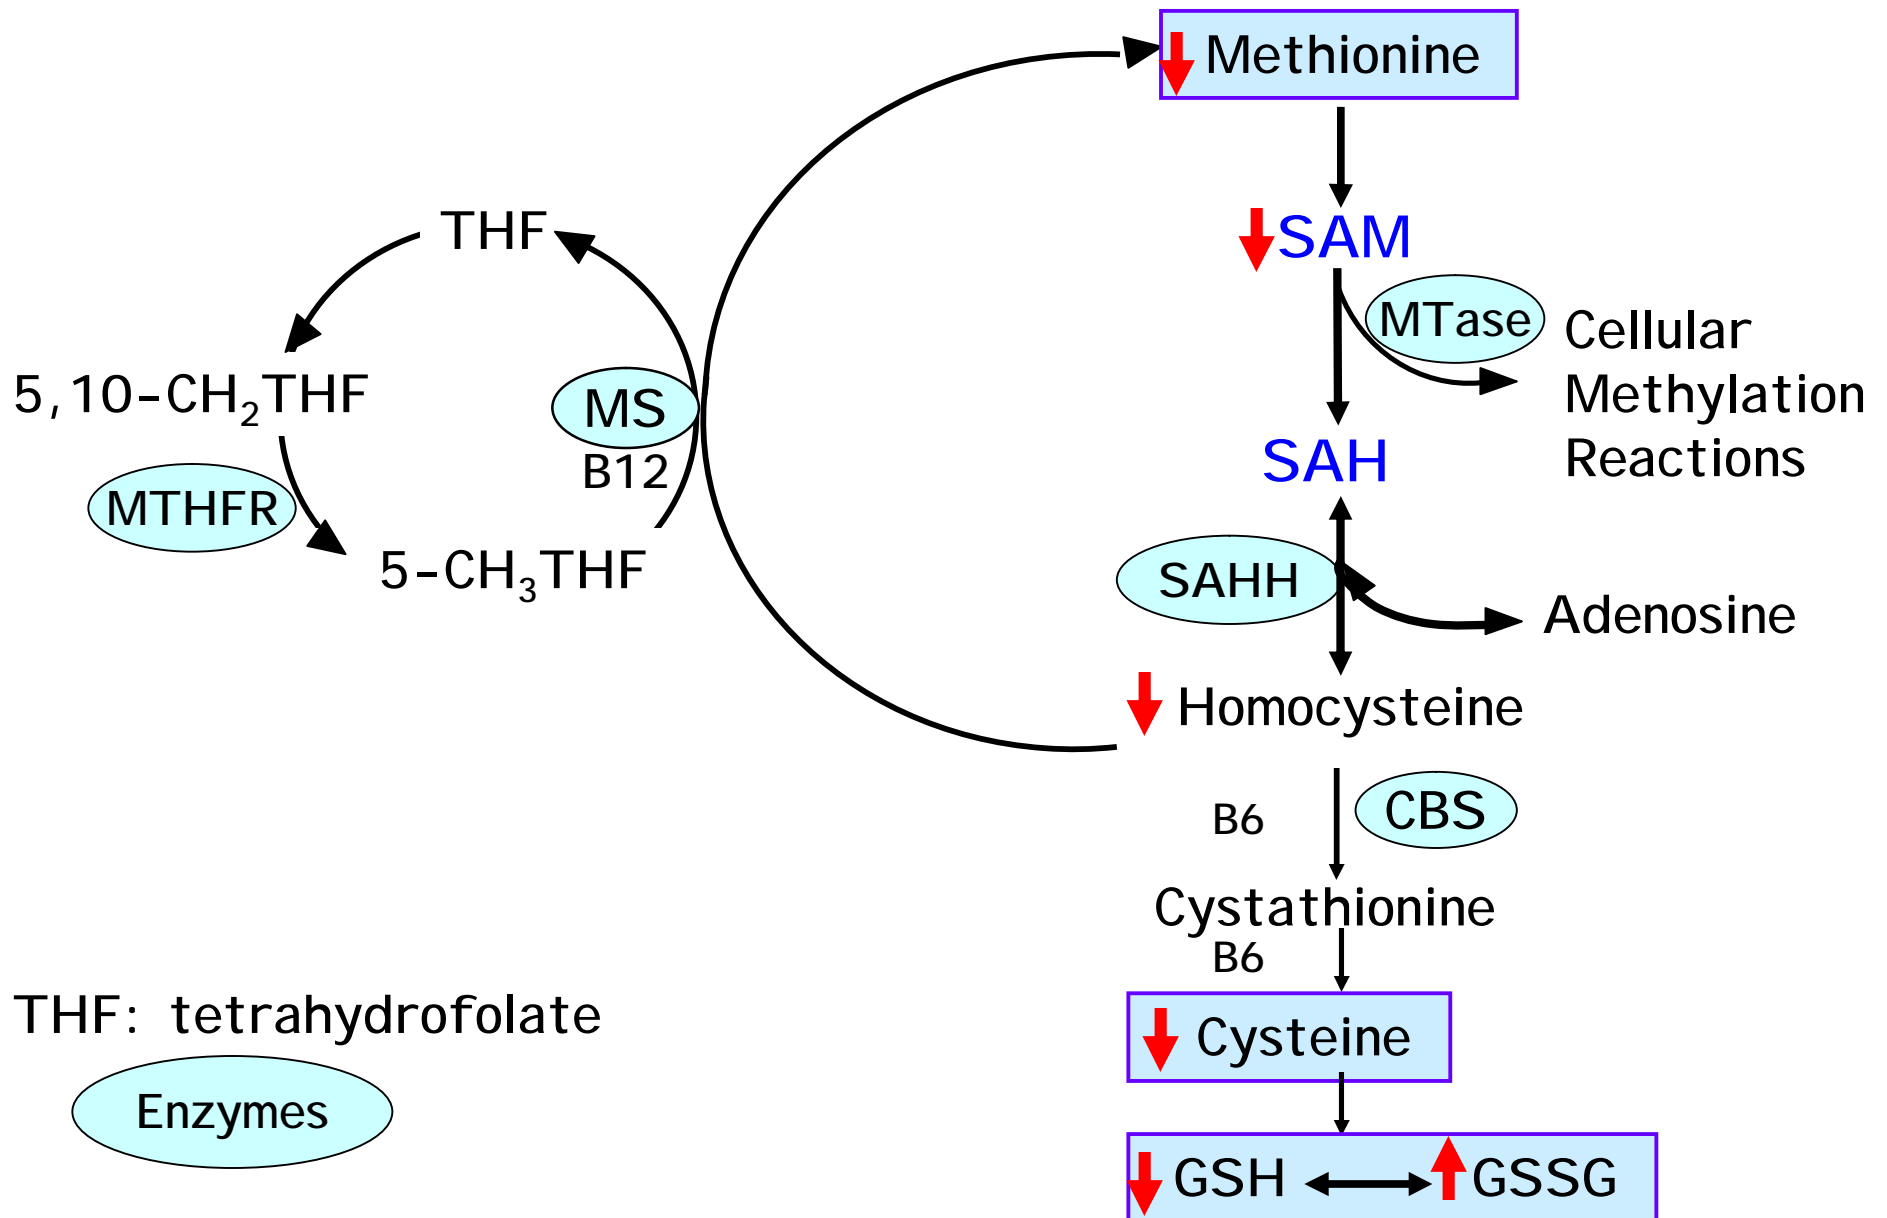 Methionine
THF
SAM
MTase
Cellular
Methylation
Reactions
5,10-CH₂THF
MS
B12
SAH
MTHFR
5-CH₃THF
SAHH
Adenosine
Homocysteine
B6
CBS
Cystathionine
B6
THF: tetrahydrofolate
Cysteine
Enzymes
GSH
GSSG